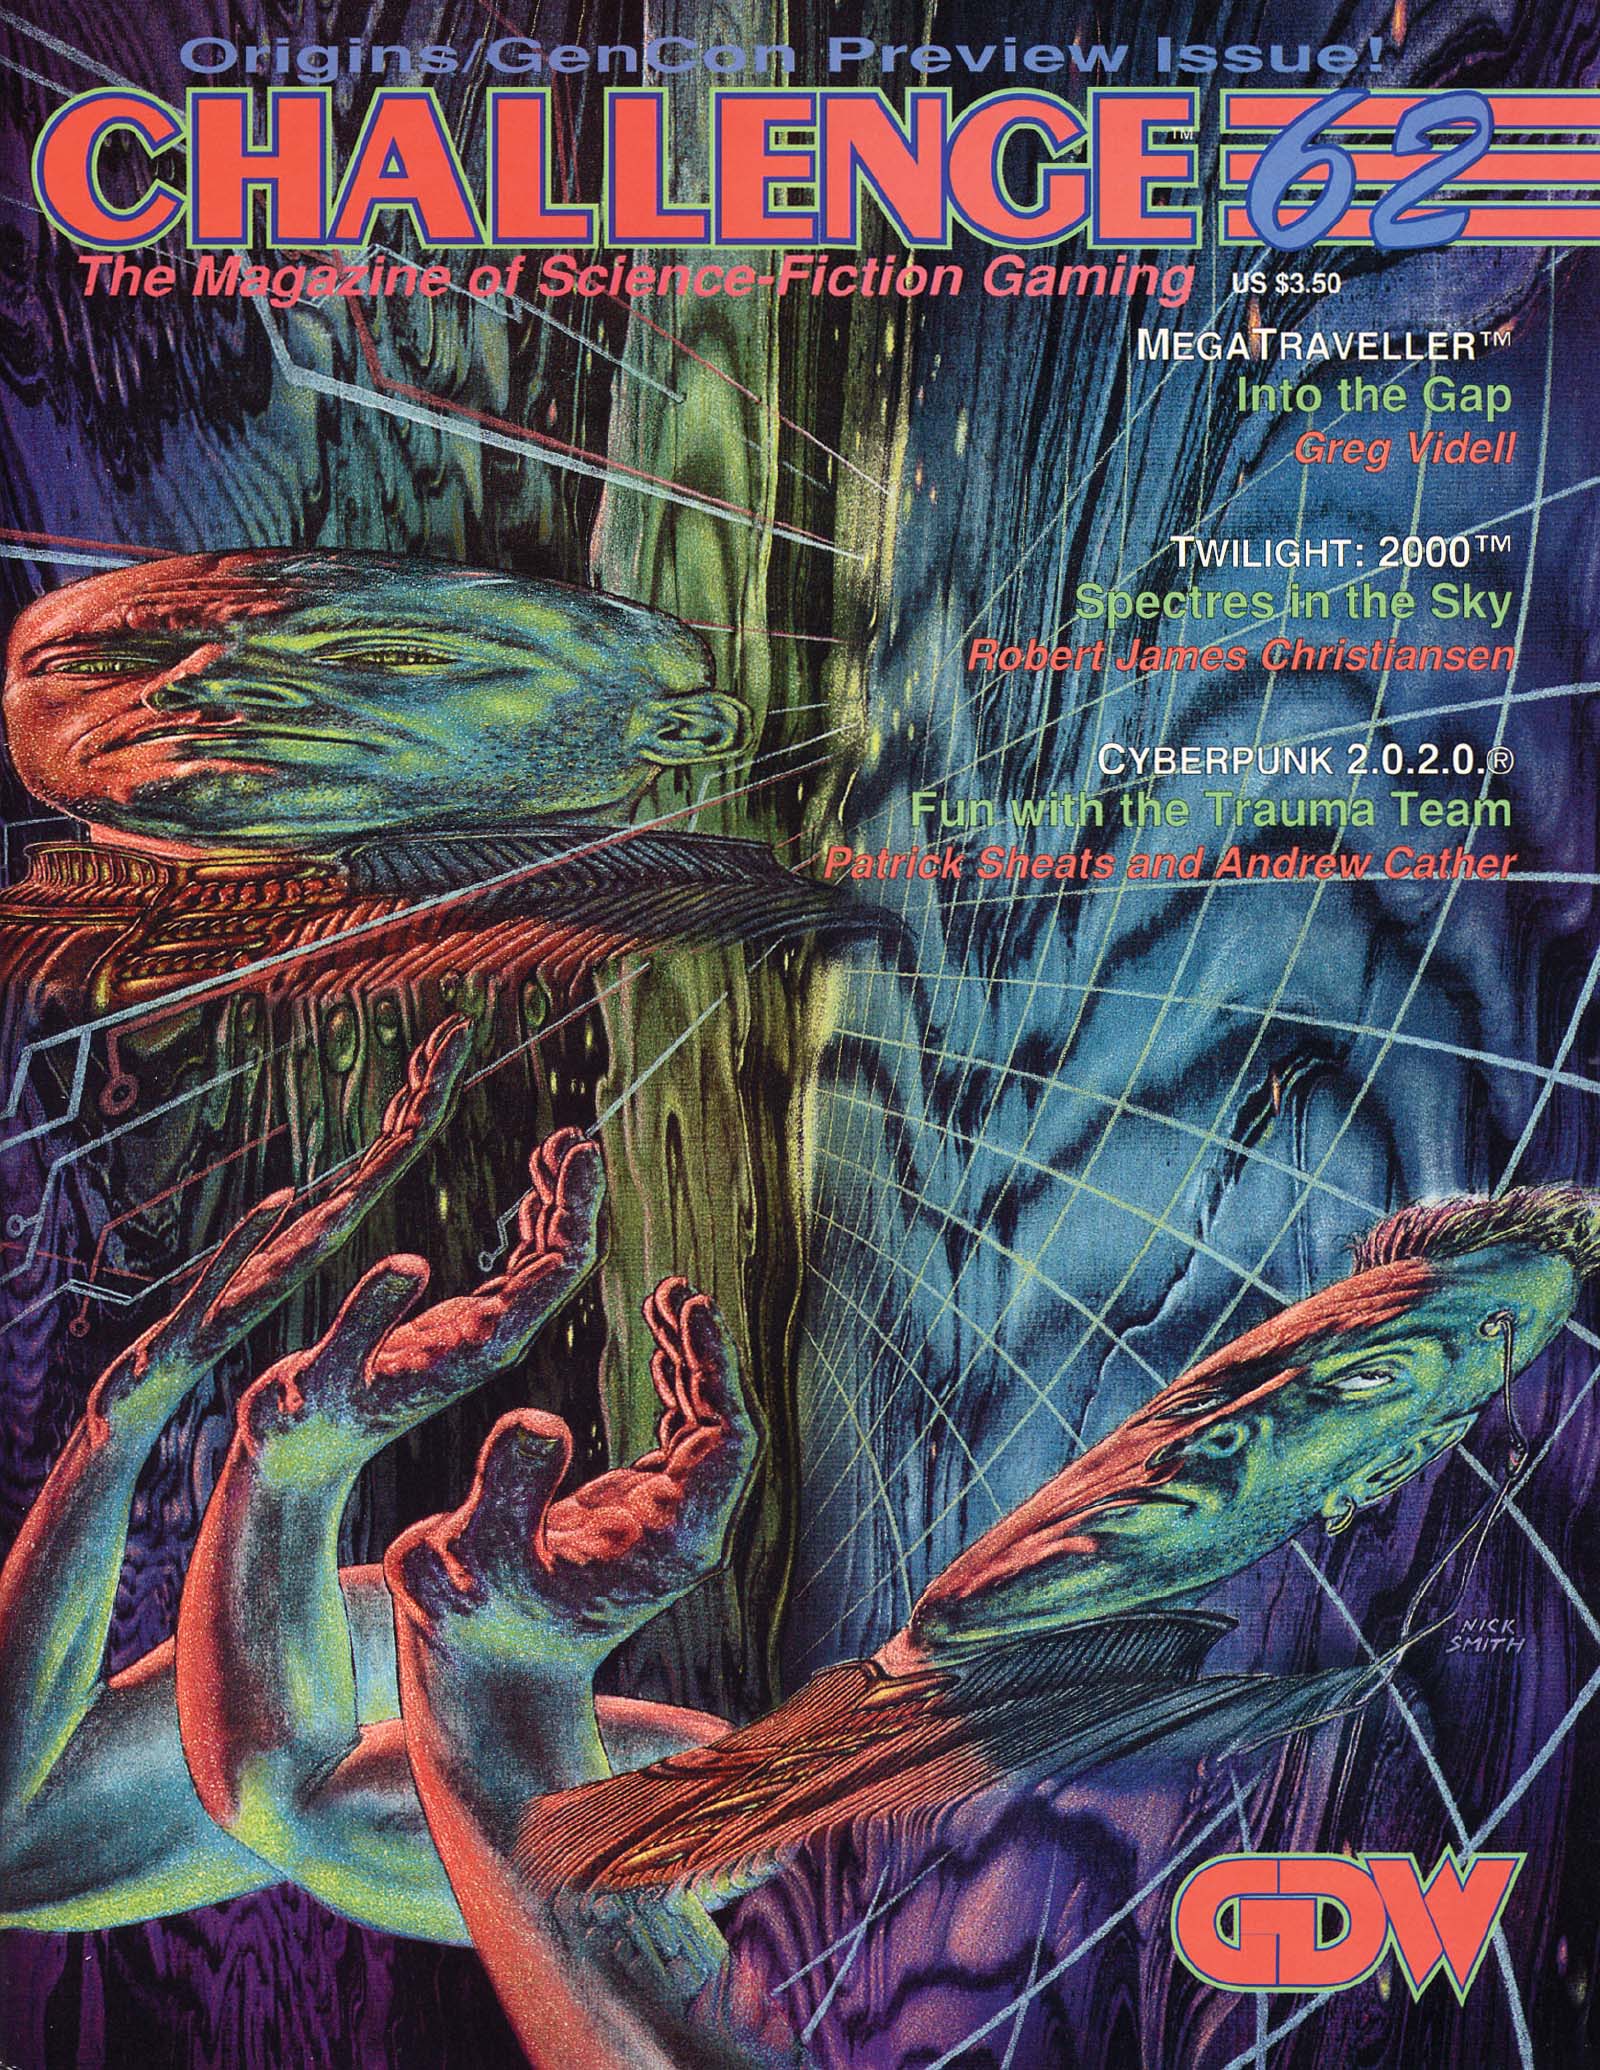 Origins/GenCon Preview Issue!
CHALLENGE™ 62
The Magazine of Science-Fiction Gaming US $3.50
MEGATRAVELLER™
Into the Gap
Greg Videll
TWILIGHT: 2000™
Spectres in the Sky
Robert James Christiansen
CYBERPUNK 2.0.2.0.®
Fun with the Trauma Team
Patrick Sheats and Andrew Cather
NICK
SMITH
GDW